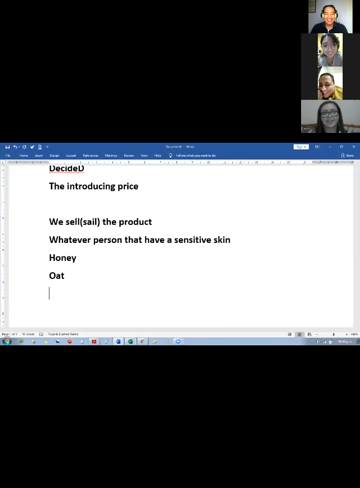 DecideD
The introducing price
We sell(sail) the product
Whatever person that have a sensitive skin
Honey
Oat